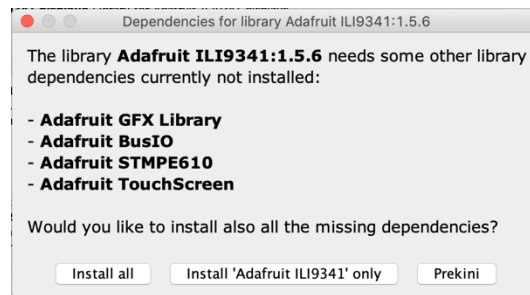 Dependencies for library Adafruit ILI9341:1.5.6
The library Adafruit ILI9341:1.5.6 needs some other library
dependencies currently not installed:
- Adafruit GFX Library
- Adafruit BusIO
- Adafruit STMPE610
- Adafruit TouchScreen
Would you like to install also all the missing dependencies?
Install all Install 'Adafruit ILI9341' only Prekini